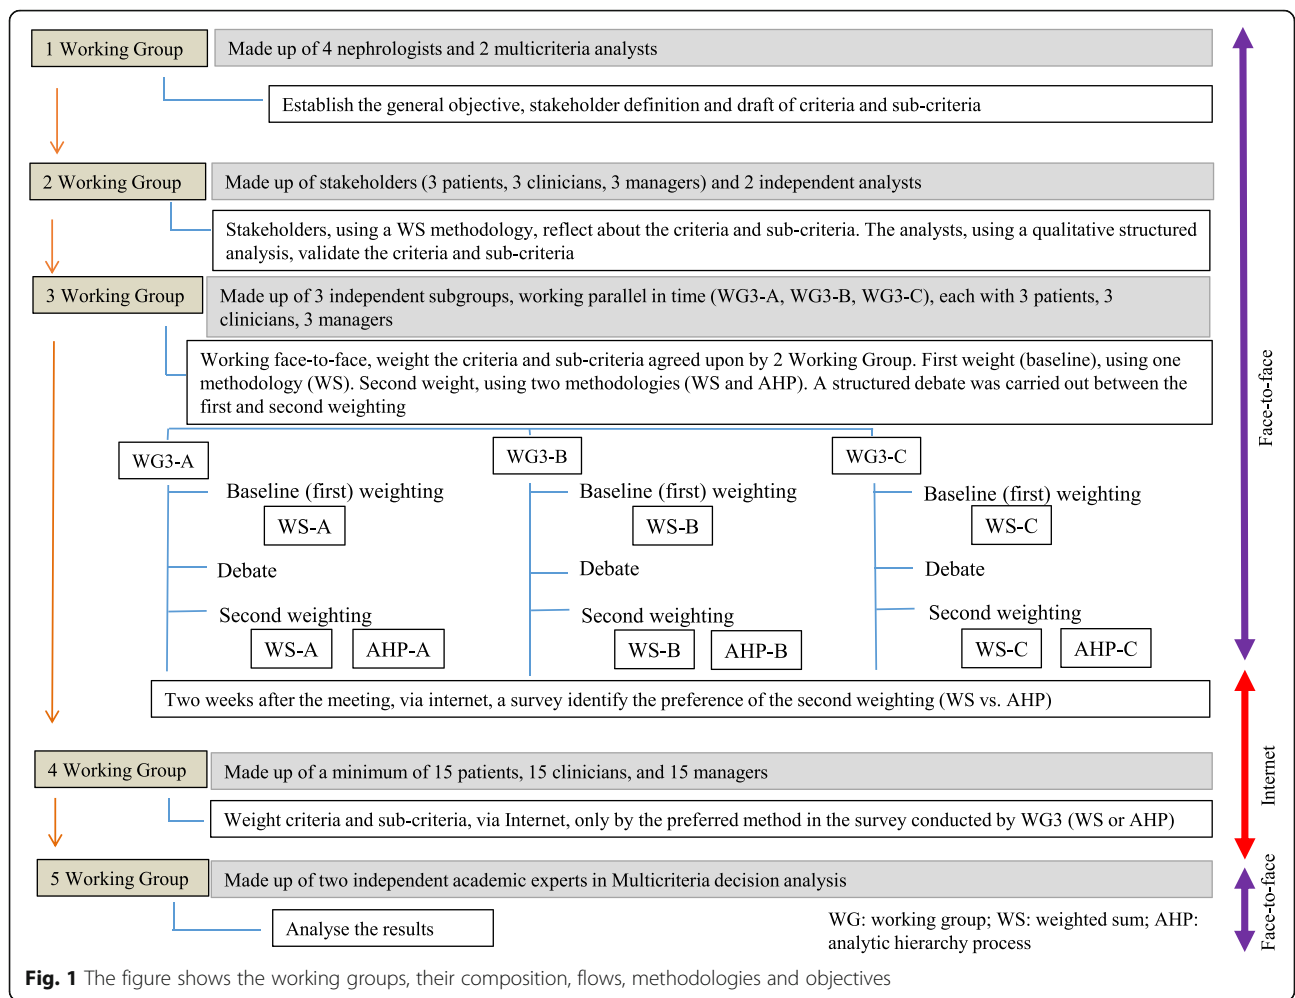 1 Working Group
Made up of 4 nephrologists and 2 multicriteria analysts
Establish the general objective, stakeholder definition and draft of criteria and sub-criteria
2 Working Group
Made up of stakeholders (3 patients, 3 clinicians, 3 managers) and 2 independent analysts
Stakeholders, using a WS methodology, reflect about the criteria and sub-criteria. The analysts, using a qualitative structured
analysis, validate the criteria and sub-criteria
3 Working Group
Made up of 3 independent subgroups, working parallel in time (WG3-A, WG3-B, WG3-C), each with 3 patients, 3
clinicians, 3 managers
Working face-to-face, weight the criteria and sub-criteria agreed upon by 2 Working Group. First weight (baseline), using one
methodology (WS). Second weight, using two methodologies (WS and AHP). A structured debate was carried out between the
first and second weighting
Face-to-face
WG3-A
WG3-B
WG3-C
Baseline (first) weighting
Baseline (first) weighting
Baseline (first) weighting
WS-A
WS-B
WS-C
Debate
Debate
Debate
Second weighting
Second weighting
Second weighting
WS-A
AHP-A
WS-B
AHP-B
WS-C
AHP-C
Two weeks after the meeting, via internet, a survey identify the preference of the second weighting (WS vs. AHP)
4 Working Group
Made up of a minimum of 15 patients, 15 clinicians, and 15 managers
Internet
Weight criteria and sub-criteria, via Internet, only by the preferred method in the survey conducted by WG3 (WS or AHP)
5 Working Group
Made up of two independent academic experts in Multicriteria decision analysis
Analyse the results
Face-to-face
WG: working group; WS: weighted sum; AHP:
analytic hierarchy process
Fig. 1 The figure shows the working groups, their composition, flows, methodologies and objectives